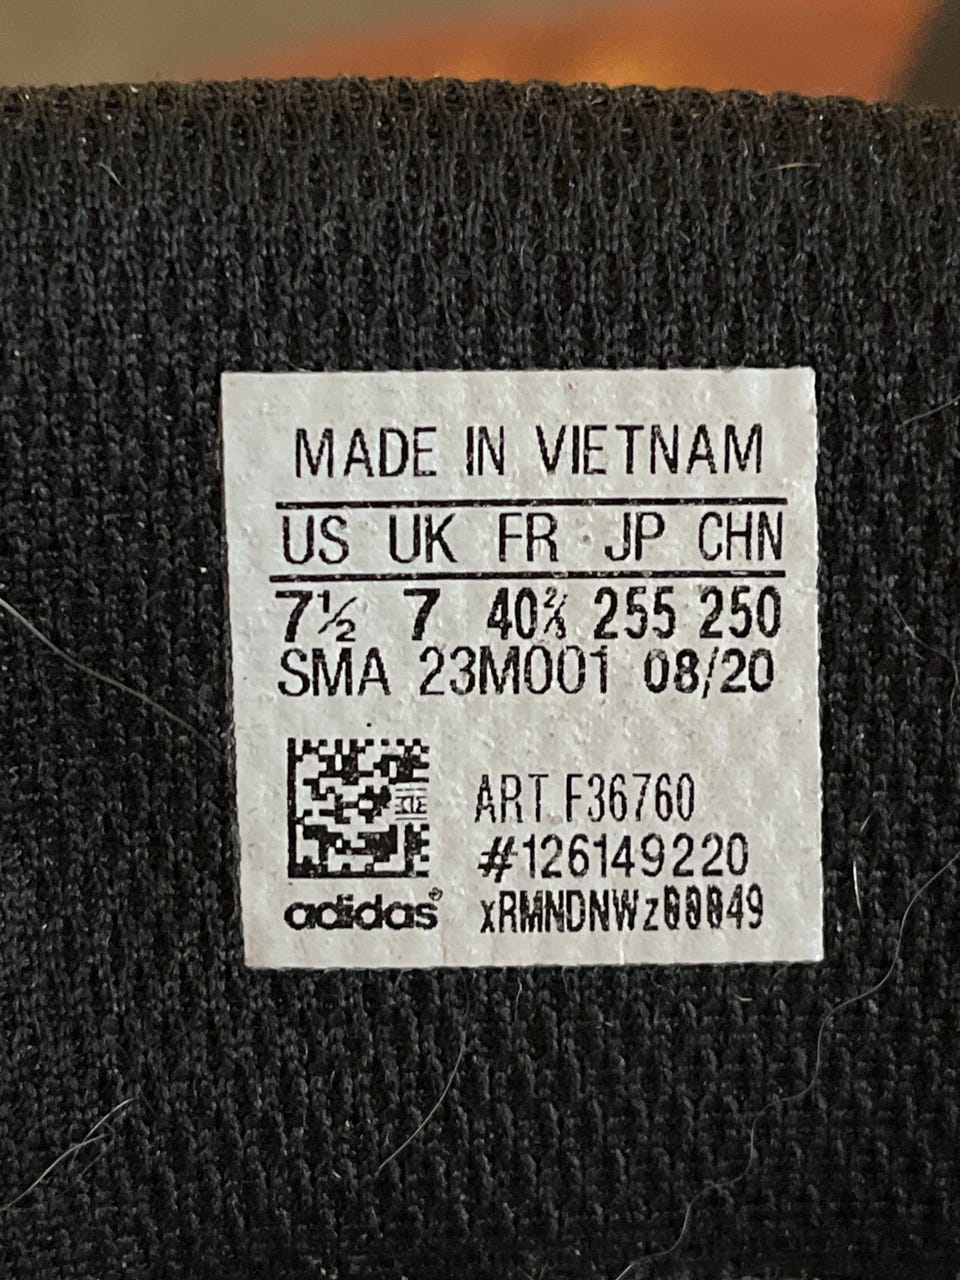 MADE IN VIETNAM
US UK FR JP CHN
7½ 7 40⅔ 255 250
SMA 23M001 08/20
ART.F36760
#126149220
adidas® xRMNDNWz00049